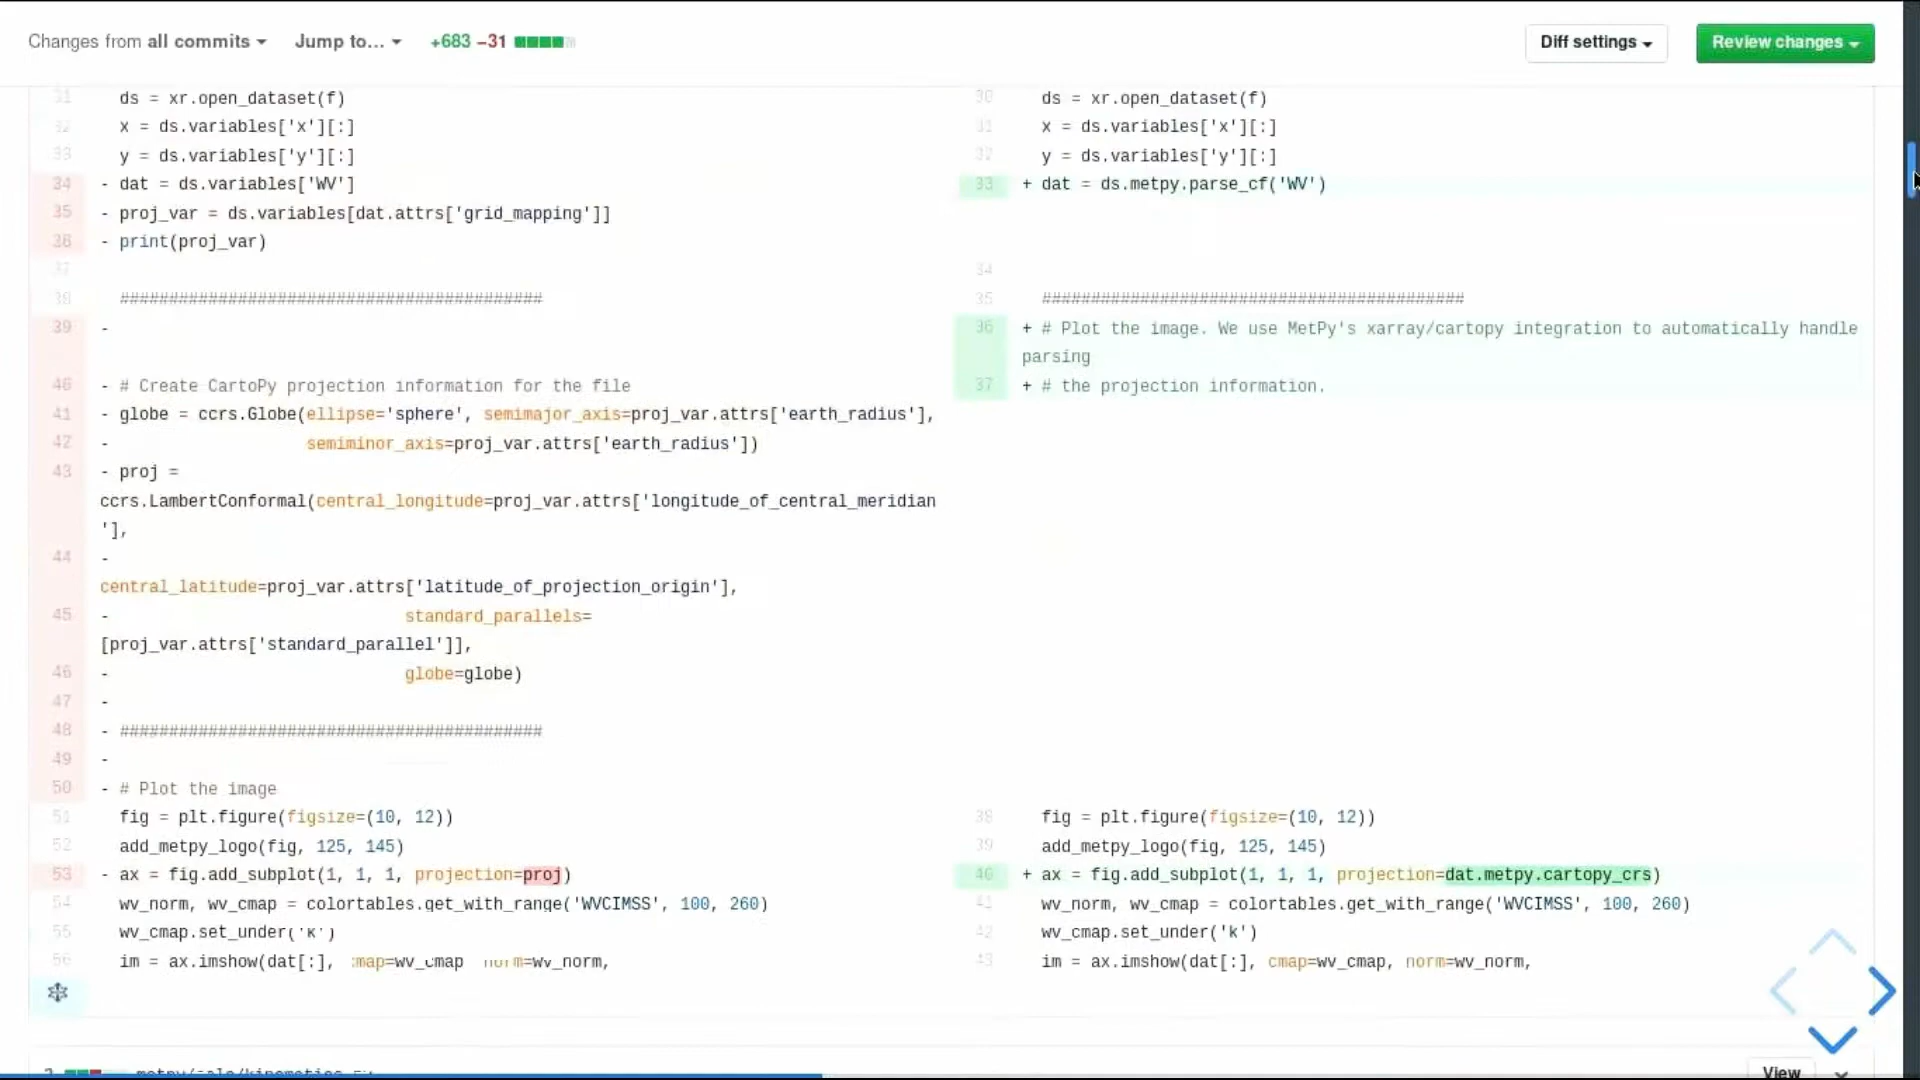 Changes from all commits Jump to... +683 −31 Diff settings Review changes
31 ds = xr.open_dataset(f)
32 x = ds.variables['x'][:]
33 y = ds.variables['y'][:]
34 - dat = ds.variables['WV']
35 - proj_var = ds.variables[dat.attrs['grid_mapping']]
36 - print(proj_var)
37
38 ###########################################
39 -
40 - # Create CartoPy projection information for the file
41 - globe = ccrs.Globe(ellipse='sphere', semimajor_axis=proj_var.attrs['earth_radius'],
42 - semiminor_axis=proj_var.attrs['earth_radius'])
43 - proj =
ccrs.LambertConformal(central_longitude=proj_var.attrs['longitude_of_central_meridian
'],
44 -
central_latitude=proj_var.attrs['latitude_of_projection_origin'],
45 - standard_parallels=
[proj_var.attrs['standard_parallel']],
46 - globe=globe)
47 -
48 - ###########################################
49 -
50 - # Plot the image
51 fig = plt.figure(figsize=(10, 12))
52 add_metpy_logo(fig, 125, 145)
53 - ax = fig.add_subplot(1, 1, 1, projection=proj)
54 wv_norm, wv_cmap = colortables.get_with_range('WVCIMSS', 100, 260)
55 wv_cmap.set_under('k')
56 im = ax.imshow(dat[:], cmap=wv_cmap norm=wv_norm,
30 ds = xr.open_dataset(f)
31 x = ds.variables['x'][:]
32 y = ds.variables['y'][:]
33 + dat = ds.metpy.parse_cf('WV')
34
35 ###########################################
36 + # Plot the image. We use MetPy's xarray/cartopy integration to automatically handle
parsing
37 + # the projection information.
38 fig = plt.figure(figsize=(10, 12))
39 add_metpy_logo(fig, 125, 145)
40 + ax = fig.add_subplot(1, 1, 1, projection=dat.metpy.cartopy_crs)
41 wv_norm, wv_cmap = colortables.get_with_range('WVCIMSS', 100, 260)
42 wv_cmap.set_under('k')
43 im = ax.imshow(dat[:], cmap=wv_cmap, norm=wv_norm,
View